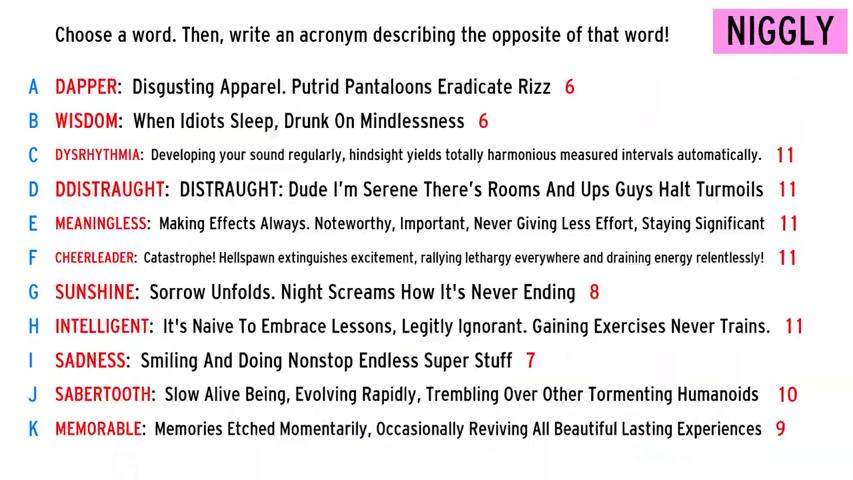 Choose a word. Then, write an acronym describing the opposite of that word!
NIGGLY
A DAPPER: Disgusting Apparel. Putrid Pantaloons Eradicate Rizz 6
B WISDOM: When Idiots Sleep, Drunk On Mindlessness 6
C DYSRHYTHMIA: Developing your sound regularly, hindsight yields totally harmonious measured intervals automatically. 11
D DDISTRAUGHT: DISTRAUGHT: Dude I'm Serene There's Rooms And Ups Guys Halt Turmoils 11
E MEANINGLESS: Making Effects Always. Noteworthy, Important, Never Giving Less Effort, Staying Significant 11
F CHEERLEADER: Catastrophe! Hellspawn extinguishes excitement, rallying lethargy everywhere and draining energy relentlessly! 11
G SUNSHINE: Sorrow Unfolds. Night Screams How It's Never Ending 8
H INTELLIGENT: It's Naive To Embrace Lessons, Legitly Ignorant. Gaining Exercises Never Trains. 11
I SADNESS: Smiling And Doing Nonstop Endless Super Stuff 7
J SABERTOOTH: Slow Alive Being, Evolving Rapidly, Trembling Over Other Tormenting Humanoids 10
K MEMORABLE: Memories Etched Momentarily, Occasionally Reviving All Beautiful Lasting Experiences 9